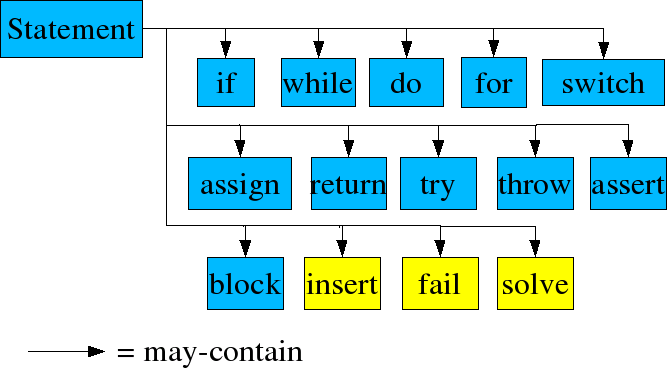 Statement
if while do for switch
assign return try throw assert
block insert fail solve
= may-contain